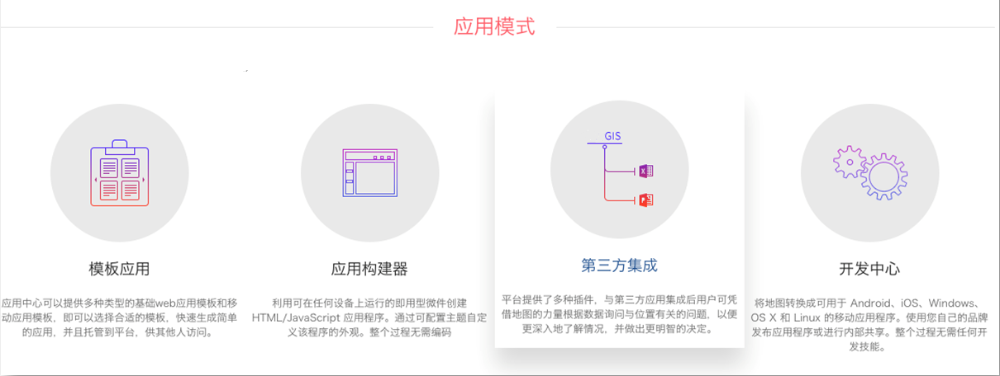 应用模式
GIS
X
P
模板应用
应用中心可以提供多种类型的基础web应用模板和移
动应用模板，即可以选择合适的模板，快速生成简单
的应用，并且托管到平台，供其他人访问。
应用构建器
利用可在任何设备上运行的即用型微件创建
HTML/JavaScript 应用程序。通过可配置主题自定
义该程序的外观。整个过程无需编码
第三方集成
平台提供了多种插件，与第三方应用集成后用户可凭
借地图的力量根据数据询问与位置有关的问题，以便
更深入地了解情况，并做出更明智的决定。
开发中心
将地图转换成可用于 Android、iOS、Windows、
OS X 和 Linux 的移动应用程序。使用您自己的品牌
发布应用程序或进行内部共享。整个过程无需任何开
发技能。